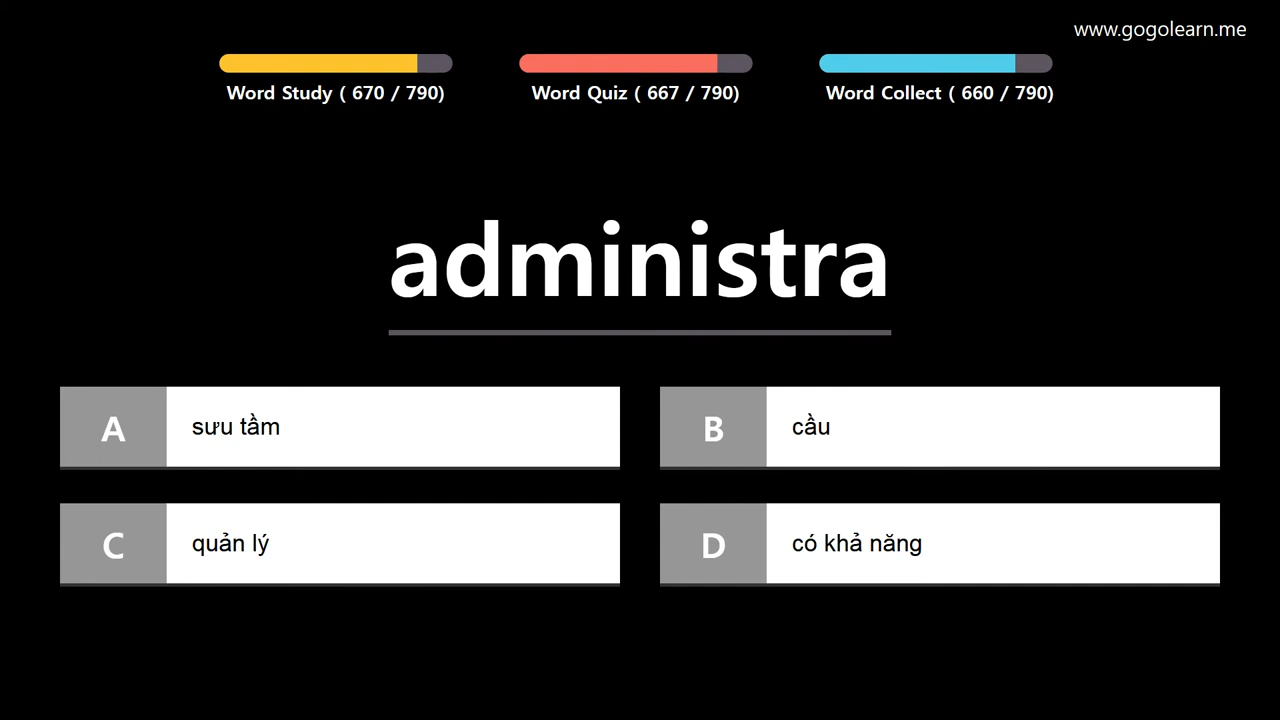 www.gogolearn.me
Word Study ( 670 / 790)
Word Quiz ( 667 / 790)
Word Collect ( 660 / 790)
administra
A
sưu tầm
B
cầu
C
quản lý
D
có khả năng